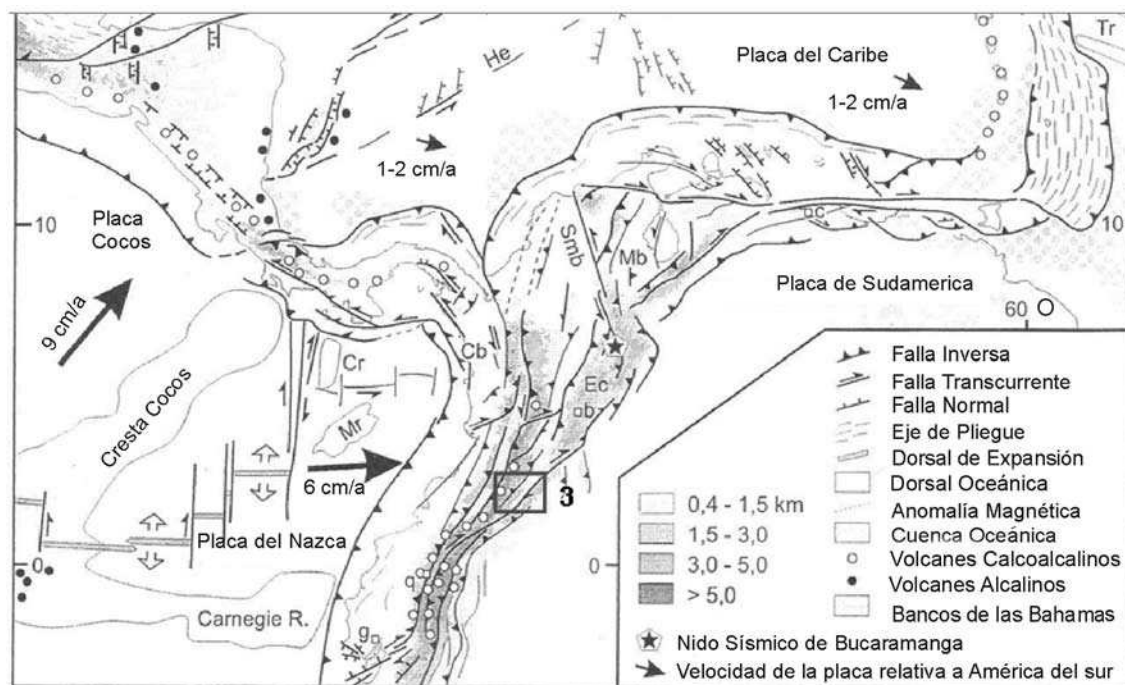 Tr
Placa del Caribe
1-2 cm/a
He
1-2 cm/a
10
Placa
Cocos
9 cm/a
Smb
Mb
c
10
Placa de Sudamerica
60 O
Cresta Cocos
Cr
Cb
Ec
b
Mr
6 cm/a
3
Placa del Nazca
0
0
q
Carnegie R.
g
Falla Inversa
Falla Transcurrente
Falla Normal
Eje de Pliegue
Dorsal de Expansión
Dorsal Oceánica
Anomalía Magnética
Cuenca Oceánica
Volcanes Calcoalcalinos
Volcanes Alcalinos
Bancos de las Bahamas
0,4 - 1,5 km
1,5 - 3,0
3,0 - 5,0
> 5,0
Nido Sísmico de Bucaramanga
Velocidad de la placa relativa a América del sur